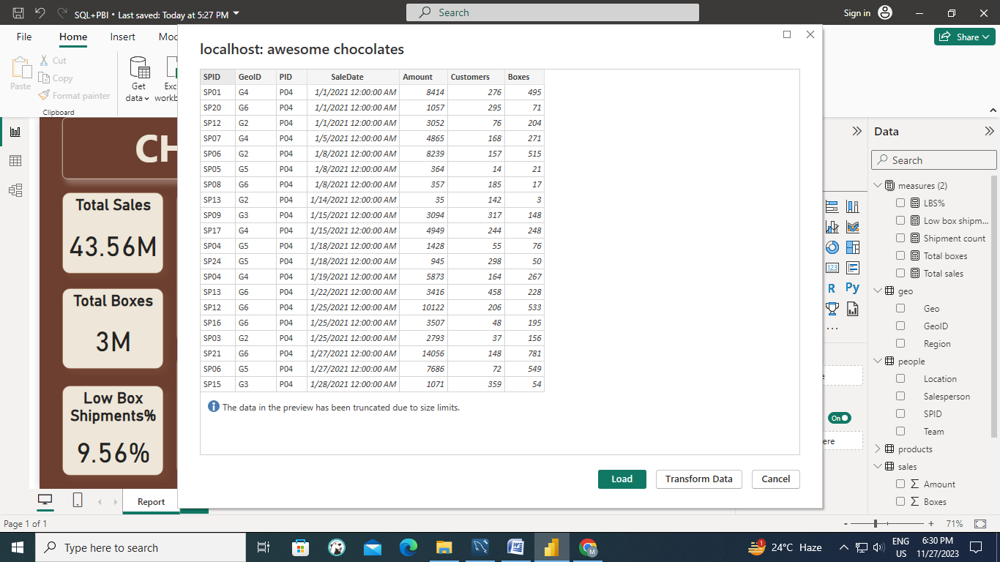 SQL+PBI • Last saved: Today at 5:27 PM
Search
Sign in
File Home Insert Mod
Share
Paste
Cut
Copy
Format painter
Clipboard
Get data
Exc workb
localhost: awesome chocolates
SPID GeoID PID SaleDate Amount Customers Boxes
SP01 G4 P04 1/1/2021 12:00:00 AM 8414 276 495
SP20 G6 P04 1/1/2021 12:00:00 AM 1057 295 71
SP12 G2 P04 1/1/2021 12:00:00 AM 3052 76 204
SP07 G4 P04 1/5/2021 12:00:00 AM 4865 168 271
SP06 G2 P04 1/8/2021 12:00:00 AM 8239 157 515
SP05 G5 P04 1/8/2021 12:00:00 AM 364 14 21
SP08 G6 P04 1/8/2021 12:00:00 AM 357 185 17
SP13 G2 P04 1/14/2021 12:00:00 AM 35 142 3
SP09 G3 P04 1/15/2021 12:00:00 AM 3094 317 148
SP17 G4 P04 1/15/2021 12:00:00 AM 4949 244 248
SP04 G5 P04 1/18/2021 12:00:00 AM 1428 55 76
SP24 G5 P04 1/18/2021 12:00:00 AM 945 298 50
SP04 G4 P04 1/19/2021 12:00:00 AM 5873 164 267
SP13 G6 P04 1/22/2021 12:00:00 AM 3416 458 228
SP12 G6 P04 1/25/2021 12:00:00 AM 10122 206 533
SP16 G6 P04 1/25/2021 12:00:00 AM 3507 48 195
SP03 G2 P04 1/25/2021 12:00:00 AM 2793 37 156
SP21 G6 P04 1/27/2021 12:00:00 AM 14056 148 781
SP06 G5 P04 1/27/2021 12:00:00 AM 7686 72 549
SP15 G3 P04 1/28/2021 12:00:00 AM 1071 359 54
The data in the preview has been truncated due to size limits.
Load Transform Data Cancel
CH
Total Sales
43.56M
Total Boxes
3M
Low Box
Shipments%
9.56%
123
R Py
On
ere
Data
Search
measures (2)
LBS%
Low box shipm...
Shipment count
Total boxes
Total sales
geo
Geo
GeoID
Region
people
Location
Salesperson
SPID
Team
products
sales
Amount
Boxes
Report
Page 1 of 1
- + 71%
Type here to search
1
24°C Haze
ENG
US
6:30 PM
11/27/2023